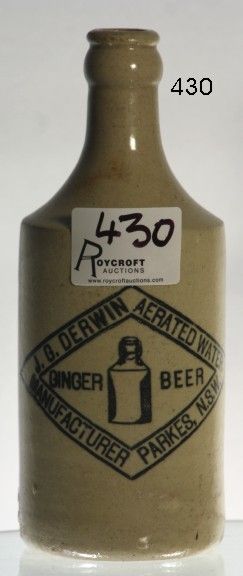 430
430
ROYCROFT
AUCTIONS
www.roycroftauctions.com
J. G. DERWIN AERATED WATER
GINGER BEER
MANUFACTURER PARKES, N.S.W.